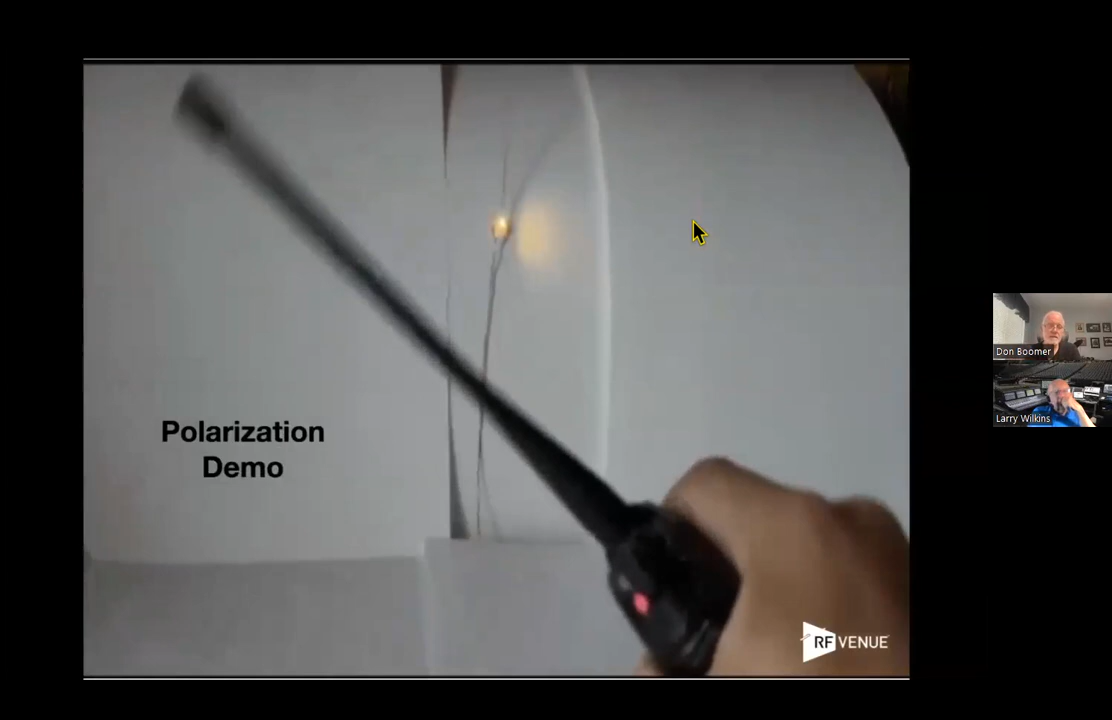 Polarization
Demo
RF VENUE
Don Boomer
Larry Wilkins